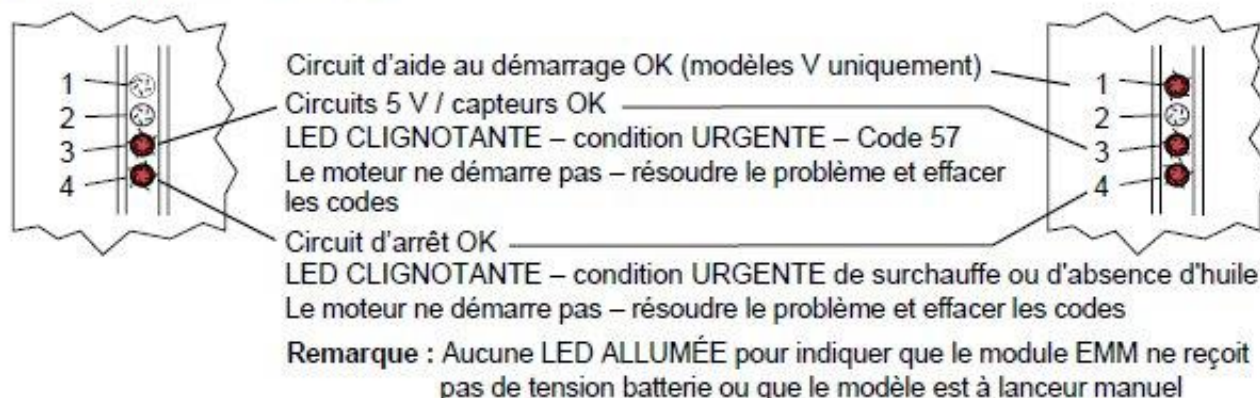 1
2
3
4
Circuit d'aide au démarrage OK (modèles V uniquement)
Circuits 5 V / capteurs OK
LED CLIGNOTANTE – condition URGENTE – Code 57
Le moteur ne démarre pas – résoudre le problème et effacer
les codes
Circuit d'arrêt OK
LED CLIGNOTANTE – condition URGENTE de surchauffe ou d'absence d'huile
Le moteur ne démarre pas – résoudre le problème et effacer les codes
Remarque : Aucune LED ALLUMÉE pour indiquer que le module EMM ne reçoit
pas de tension batterie ou que le modèle est à lanceur manuel
1
2
3
4